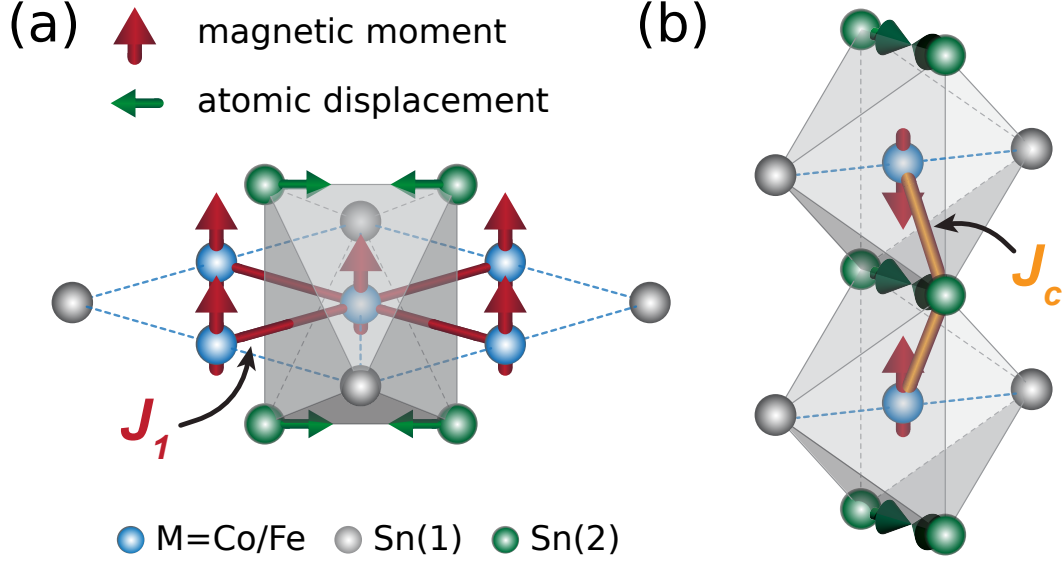 (a)
magnetic moment
atomic displacement
J1
M=Co/Fe
Sn(1)
Sn(2)
(b)
Jc